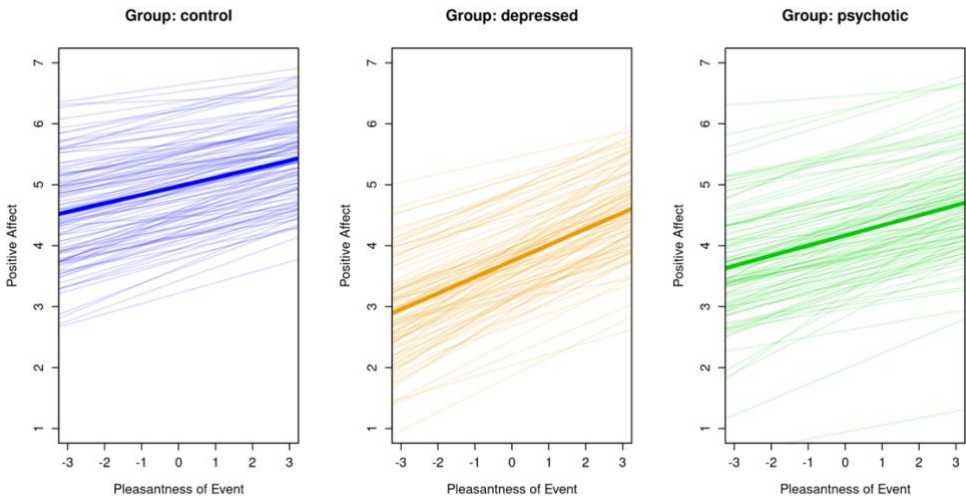 Group: control
Positive Affect
7
6
5
4
3
2
1
-3 -2 -1 0 1 2 3
Pleasantness of Event
Group: depressed
Positive Affect
7
6
5
4
3
2
1
-3 -2 -1 0 1 2 3
Pleasantness of Event
Group: psychotic
Positive Affect
7
6
5
4
3
2
1
-3 -2 -1 0 1 2 3
Pleasantness of Event